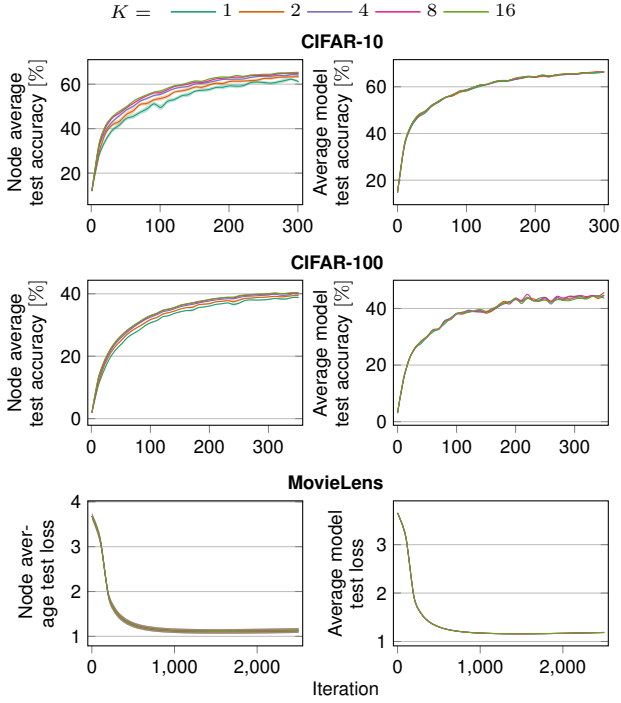 K = 1 2 4 8 16
CIFAR-10
Node average
test accuracy [%]
60
40
20
0 100 200 300
Average model
test accuracy [%]
60
40
20
0 100 200 300
CIFAR-100
Node average
test accuracy [%]
40
20
0
0 100 200 300
Average model
test accuracy [%]
40
20
0
0 100 200 300
MovieLens
Node aver-
age test loss
4
3
2
1
0 1,000 2,000
Average model
test loss
3
2
1
0 1,000 2,000
Iteration